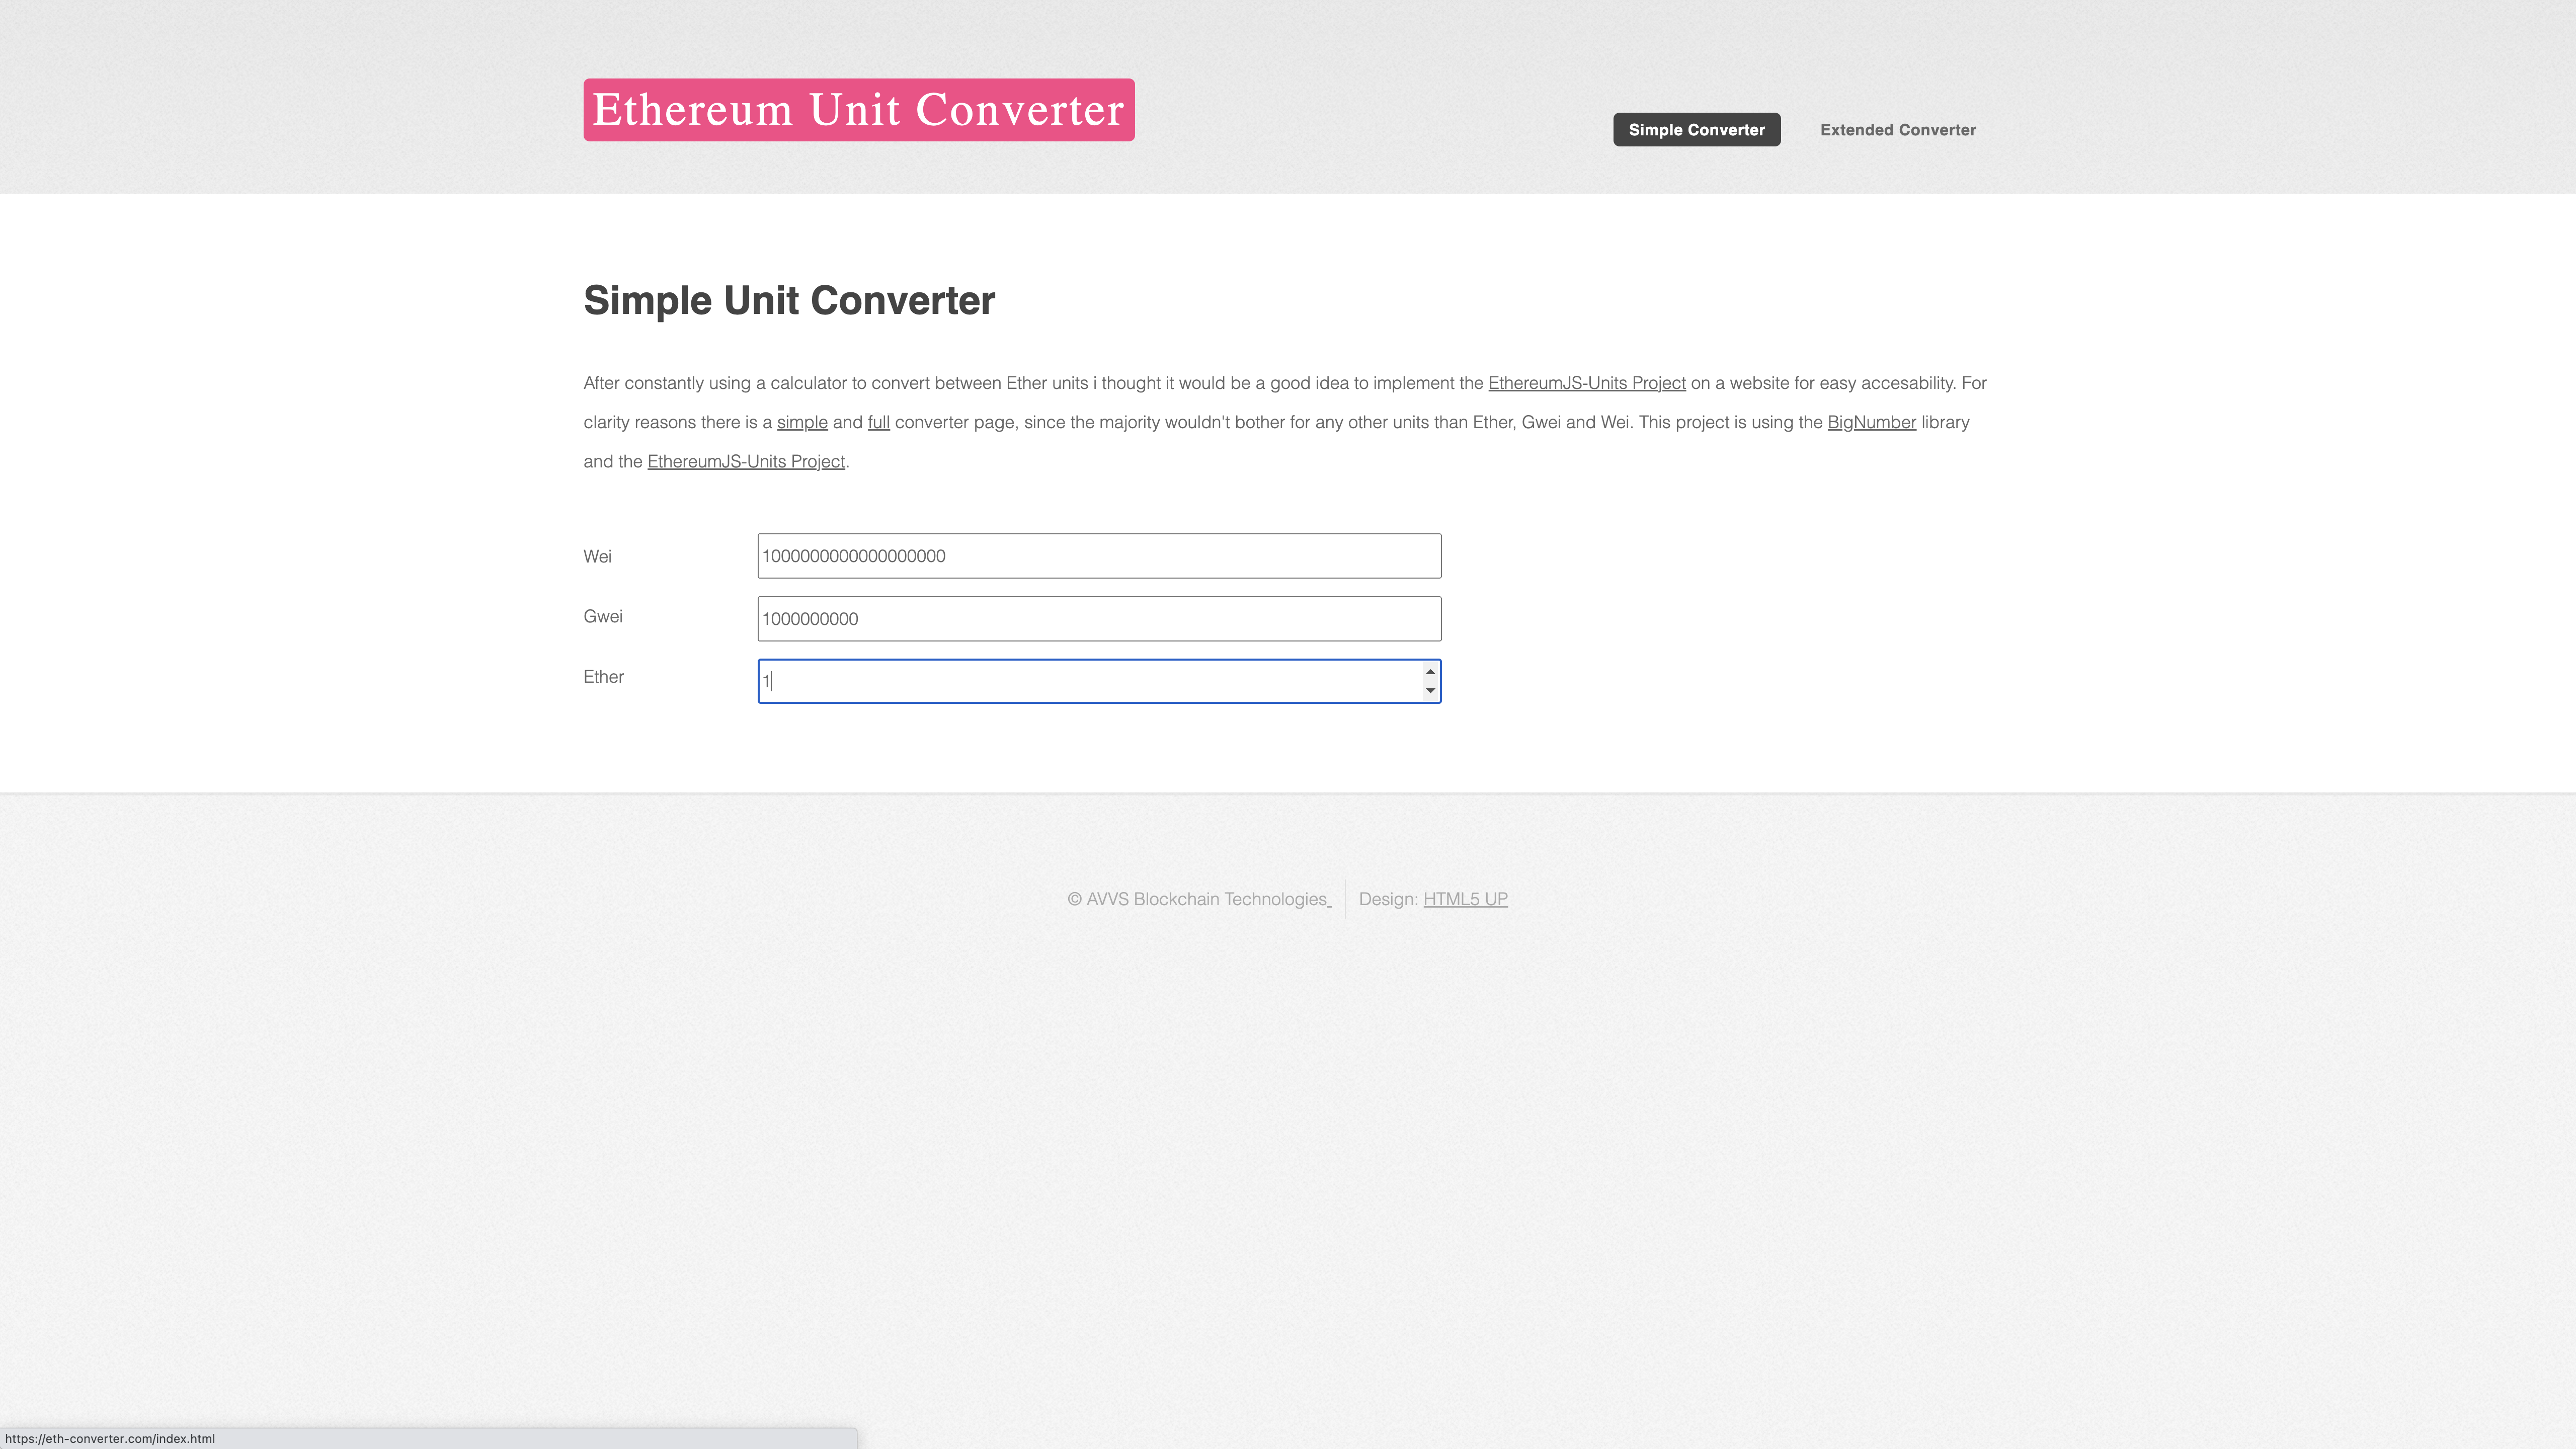 Ethereum Unit Converter
Simple Converter
Extended Converter
Simple Unit Converter
After constantly using a calculator to convert between Ether units i thought it would be a good idea to implement the EthereumJS-Units Project on a website for easy accesability. For
clarity reasons there is a simple and full converter page, since the majority wouldn't bother for any other units than Ether, Gwei and Wei. This project is using the BigNumber library
and the EthereumJS-Units Project.
Wei
1000000000000000000
Gwei
1000000000
Ether
1
© AVVS Blockchain Technologies
Design: HTML5 UP
https://eth-converter.com/index.html